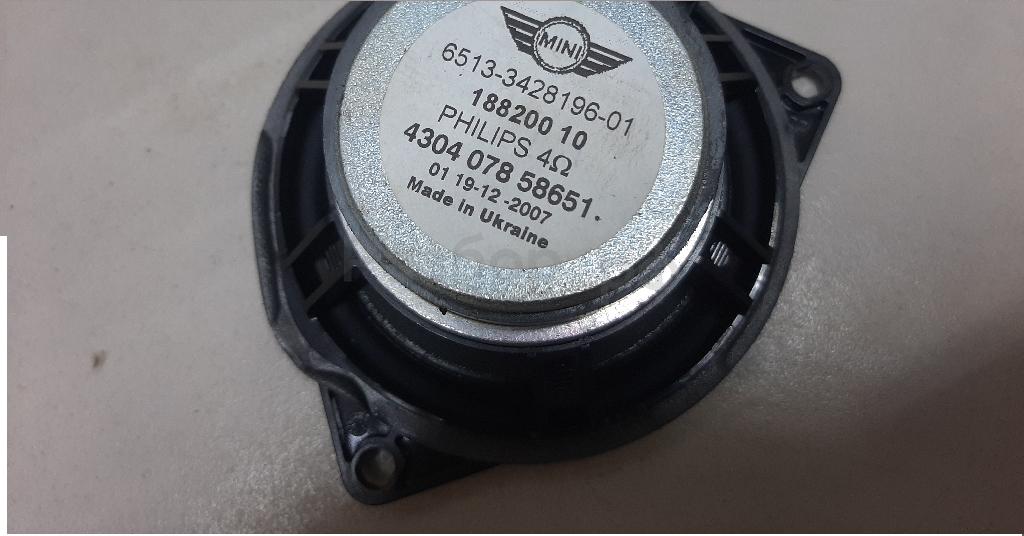 MINI
6513-3428196-01
188200 10
PHILIPS 4Ω
4304 078 58651
01 19-12-2007
Made in Ukraine